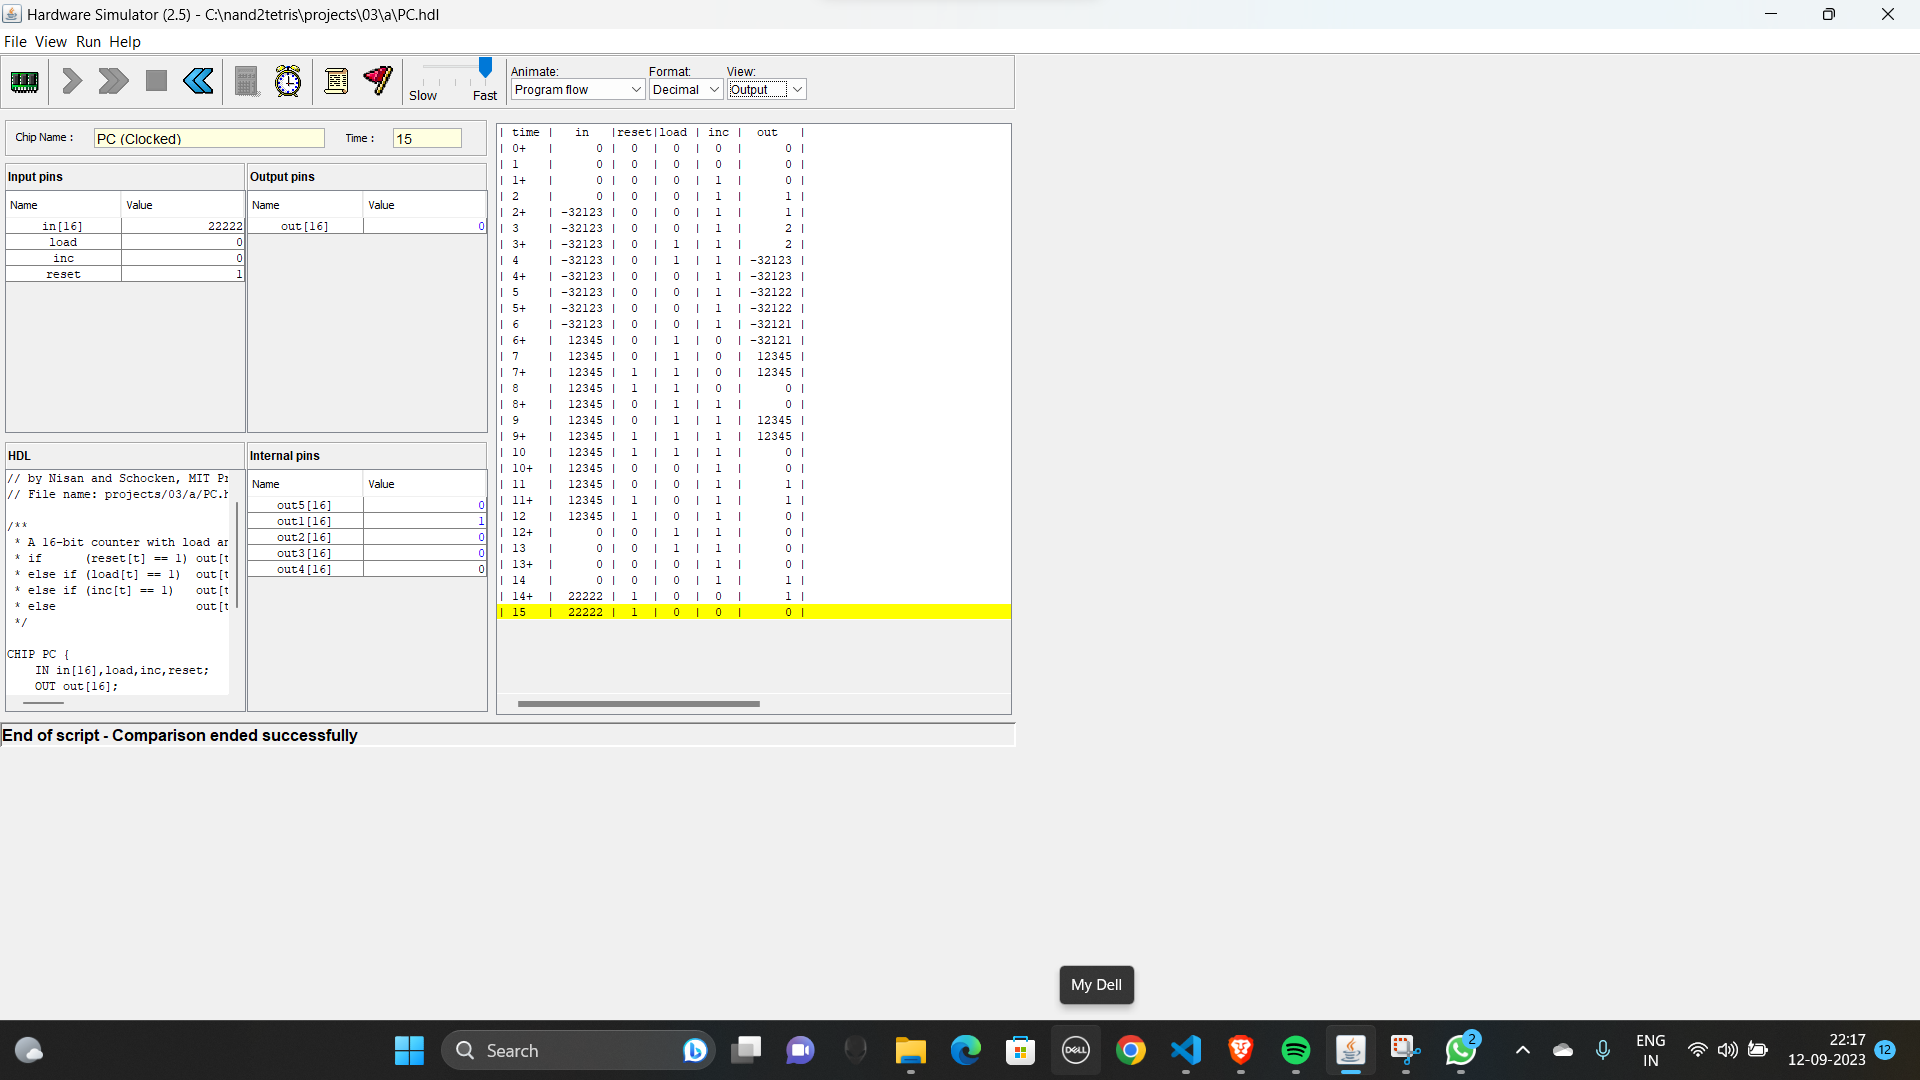 Hardware Simulator (2.5) - C:\nand2tetris\projects\03\a\PC.hdl
File View Run Help
Slow Fast
Animate: Format: View:
Program flow Decimal Output
Chip Name : PC (Clocked) Time : 15
Input pins
Name Value
in[16] 22222
load 0
inc 0
reset 1
Output pins
Name Value
out[16] 0
HDL
// by Nisan and Schocken, MIT Pr
// File name: projects/03/a/PC.h
/**
* A 16-bit counter with load an
* if (reset[t] == 1) out[t
* else if (load[t] == 1) out[t
* else if (inc[t] == 1) out[t
* else out[t
*/
CHIP PC {
IN in[16],load,inc,reset;
OUT out[16];
Internal pins
Name Value
out5[16] 0
out1[16] 1
out2[16] 0
out3[16] 0
out4[16] 0
| time | in |reset|load | inc | out |
| 0+ | 0 | 0 | 0 | 0 | 0 |
| 1 | 0 | 0 | 0 | 0 | 0 |
| 1+ | 0 | 0 | 0 | 1 | 0 |
| 2 | 0 | 0 | 0 | 1 | 1 |
| 2+ | -32123 | 0 | 0 | 1 | 1 |
| 3 | -32123 | 0 | 0 | 1 | 2 |
| 3+ | -32123 | 0 | 1 | 1 | 2 |
| 4 | -32123 | 0 | 1 | 1 | -32123 |
| 4+ | -32123 | 0 | 0 | 1 | -32123 |
| 5 | -32123 | 0 | 0 | 1 | -32122 |
| 5+ | -32123 | 0 | 0 | 1 | -32122 |
| 6 | -32123 | 0 | 0 | 1 | -32121 |
| 6+ | 12345 | 0 | 1 | 0 | -32121 |
| 7 | 12345 | 0 | 1 | 0 | 12345 |
| 7+ | 12345 | 1 | 1 | 0 | 12345 |
| 8 | 12345 | 1 | 1 | 0 | 0 |
| 8+ | 12345 | 0 | 1 | 1 | 0 |
| 9 | 12345 | 0 | 1 | 1 | 12345 |
| 9+ | 12345 | 1 | 1 | 1 | 12345 |
| 10 | 12345 | 1 | 1 | 1 | 0 |
| 10+ | 12345 | 0 | 0 | 1 | 0 |
| 11 | 12345 | 0 | 0 | 1 | 1 |
| 11+ | 12345 | 1 | 0 | 1 | 1 |
| 12 | 12345 | 1 | 0 | 1 | 0 |
| 12+ | 0 | 0 | 1 | 1 | 0 |
| 13 | 0 | 0 | 1 | 1 | 0 |
| 13+ | 0 | 0 | 0 | 1 | 0 |
| 14 | 0 | 0 | 0 | 1 | 1 |
| 14+ | 22222 | 1 | 0 | 0 | 1 |
| 15 | 22222 | 1 | 0 | 0 | 0 |
End of script - Comparison ended successfully
My Dell
Search
DELL
2
ENG
IN
22:17
12-09-2023
12